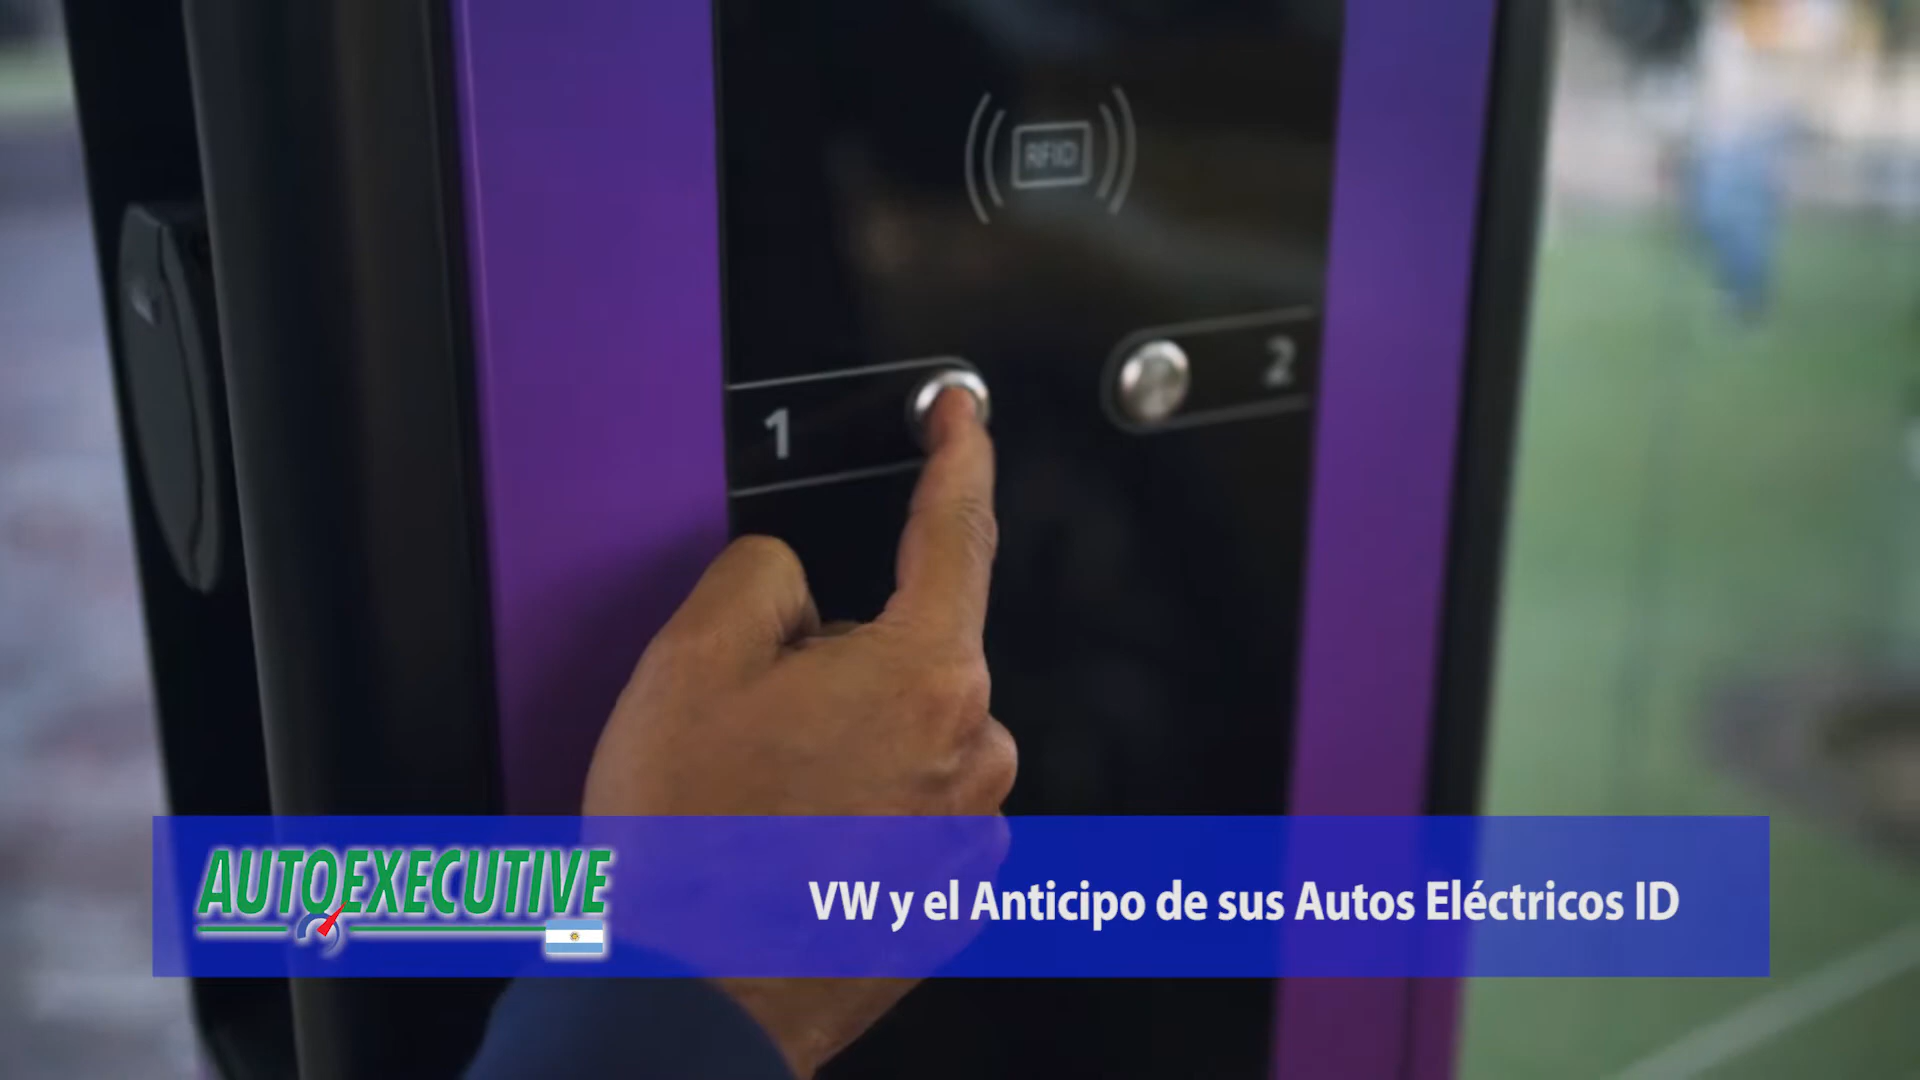 RFID
1
2
AUTOEXECUTIVE
VW y el Anticipo de sus Autos Eléctricos ID